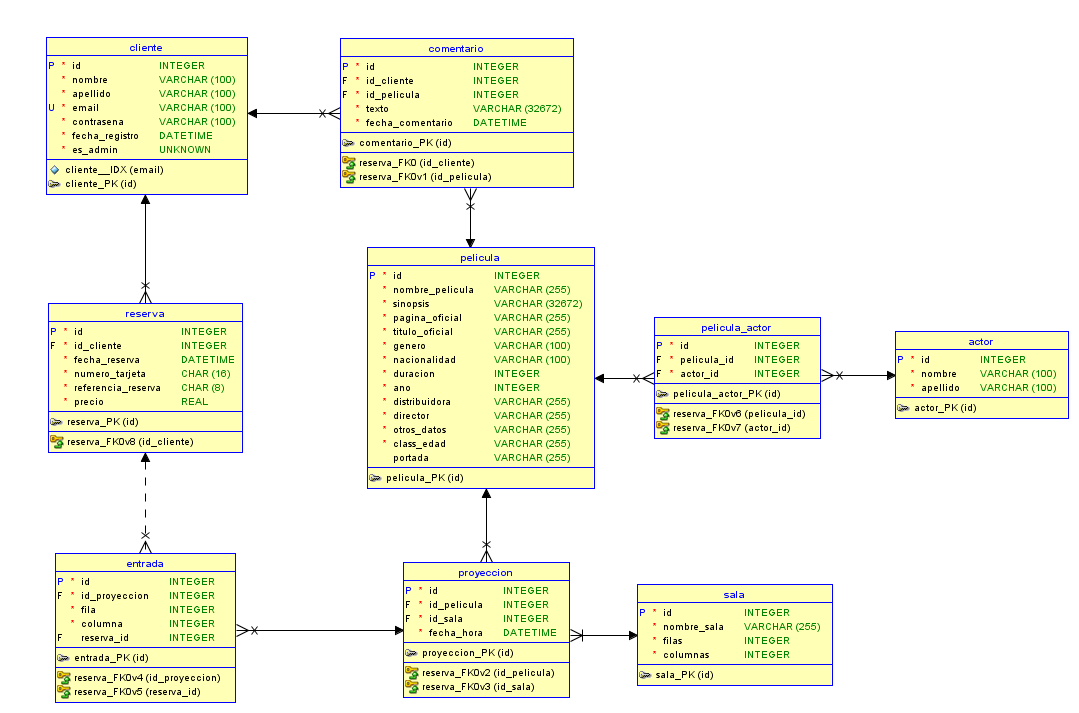 cliente
P * id INTEGER
* nombre VARCHAR (100)
* apellido VARCHAR (100)
U * email VARCHAR (100)
* contrasena VARCHAR (100)
* fecha_registro DATETIME
* es_admin UNKNOWN
cliente__IDX (email)
cliente_PK (id)
comentario
P * id INTEGER
F * id_cliente INTEGER
F * id_pelicula INTEGER
* texto VARCHAR (32672)
* fecha_comentario DATETIME
comentario_PK (id)
reserva_FK0 (id_cliente)
reserva_FK0v1 (id_pelicula)
pelicula
P * id INTEGER
* nombre_pelicula VARCHAR (255)
* sinopsis VARCHAR (32672)
* pagina_oficial VARCHAR (255)
* titulo_oficial VARCHAR (255)
* genero VARCHAR (100)
* nacionalidad VARCHAR (100)
* duracion INTEGER
* ano INTEGER
* distribuidora VARCHAR (255)
* director VARCHAR (255)
* otros_datos VARCHAR (255)
* class_edad VARCHAR (255)
portada VARCHAR (255)
pelicula_PK (id)
reserva
P * id INTEGER
F * id_cliente INTEGER
* fecha_reserva DATETIME
* numero_tarjeta CHAR (16)
* referencia_reserva CHAR (8)
* precio REAL
reserva_PK (id)
reserva_FK0v8 (id_cliente)
pelicula_actor
P * id INTEGER
F * pelicula_id INTEGER
F * actor_id INTEGER
pelicula_actor_PK (id)
reserva_FK0v6 (pelicula_id)
reserva_FK0v7 (actor_id)
actor
P * id INTEGER
* nombre VARCHAR (100)
* apellido VARCHAR (100)
actor_PK (id)
entrada
P * id INTEGER
F * id_proyeccion INTEGER
* fila INTEGER
* columna INTEGER
F reserva_id INTEGER
entrada_PK (id)
reserva_FK0v4 (id_proyeccion)
reserva_FK0v5 (reserva_id)
proyeccion
P * id INTEGER
F * id_pelicula INTEGER
F * id_sala INTEGER
* fecha_hora DATETIME
proyeccion_PK (id)
reserva_FK0v2 (id_pelicula)
reserva_FK0v3 (id_sala)
sala
P * id INTEGER
* nombre_sala VARCHAR (255)
* filas INTEGER
* columnas INTEGER
sala_PK (id)